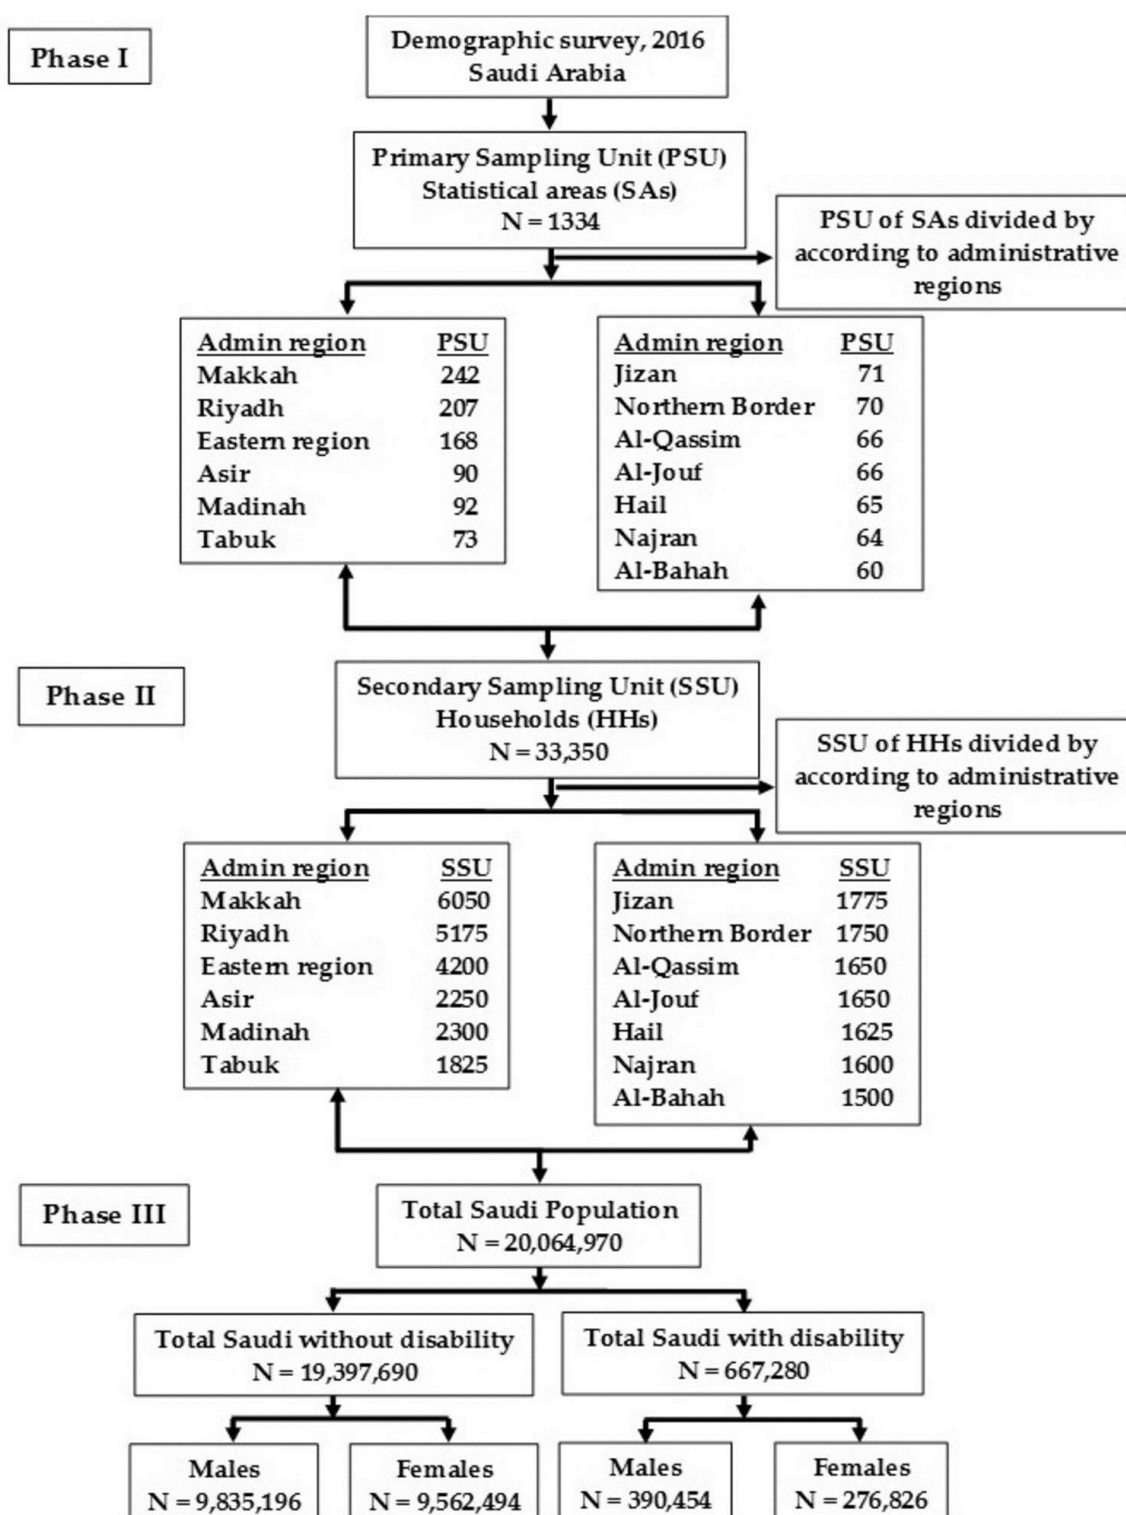 Phase I
Demographic survey, 2016
Saudi Arabia
Primary Sampling Unit (PSU)
Statistical areas (SAs)
N = 1334
PSU of SAs divided by
according to administrative
regions
Admin region PSU
Makkah 242
Riyadh 207
Eastern region 168
Asir 90
Madinah 92
Tabuk 73
Admin region PSU
Jizan 71
Northern Border 70
Al-Qassim 66
Al-Jouf 66
Hail 65
Najran 64
Al-Bahah 60
Phase II
Secondary Sampling Unit (SSU)
Households (HHs)
N = 33,350
SSU of HHs divided by
according to administrative
regions
Admin region SSU
Makkah 6050
Riyadh 5175
Eastern region 4200
Asir 2250
Madinah 2300
Tabuk 1825
Admin region SSU
Jizan 1775
Northern Border 1750
Al-Qassim 1650
Al-Jouf 1650
Hail 1625
Najran 1600
Al-Bahah 1500
Phase III
Total Saudi Population
N = 20,064,970
Total Saudi without disability
N = 19,397,690
Total Saudi with disability
N = 667,280
Males
N = 9,835,196
Females
N = 9,562,494
Males
N = 390,454
Females
N = 276,826